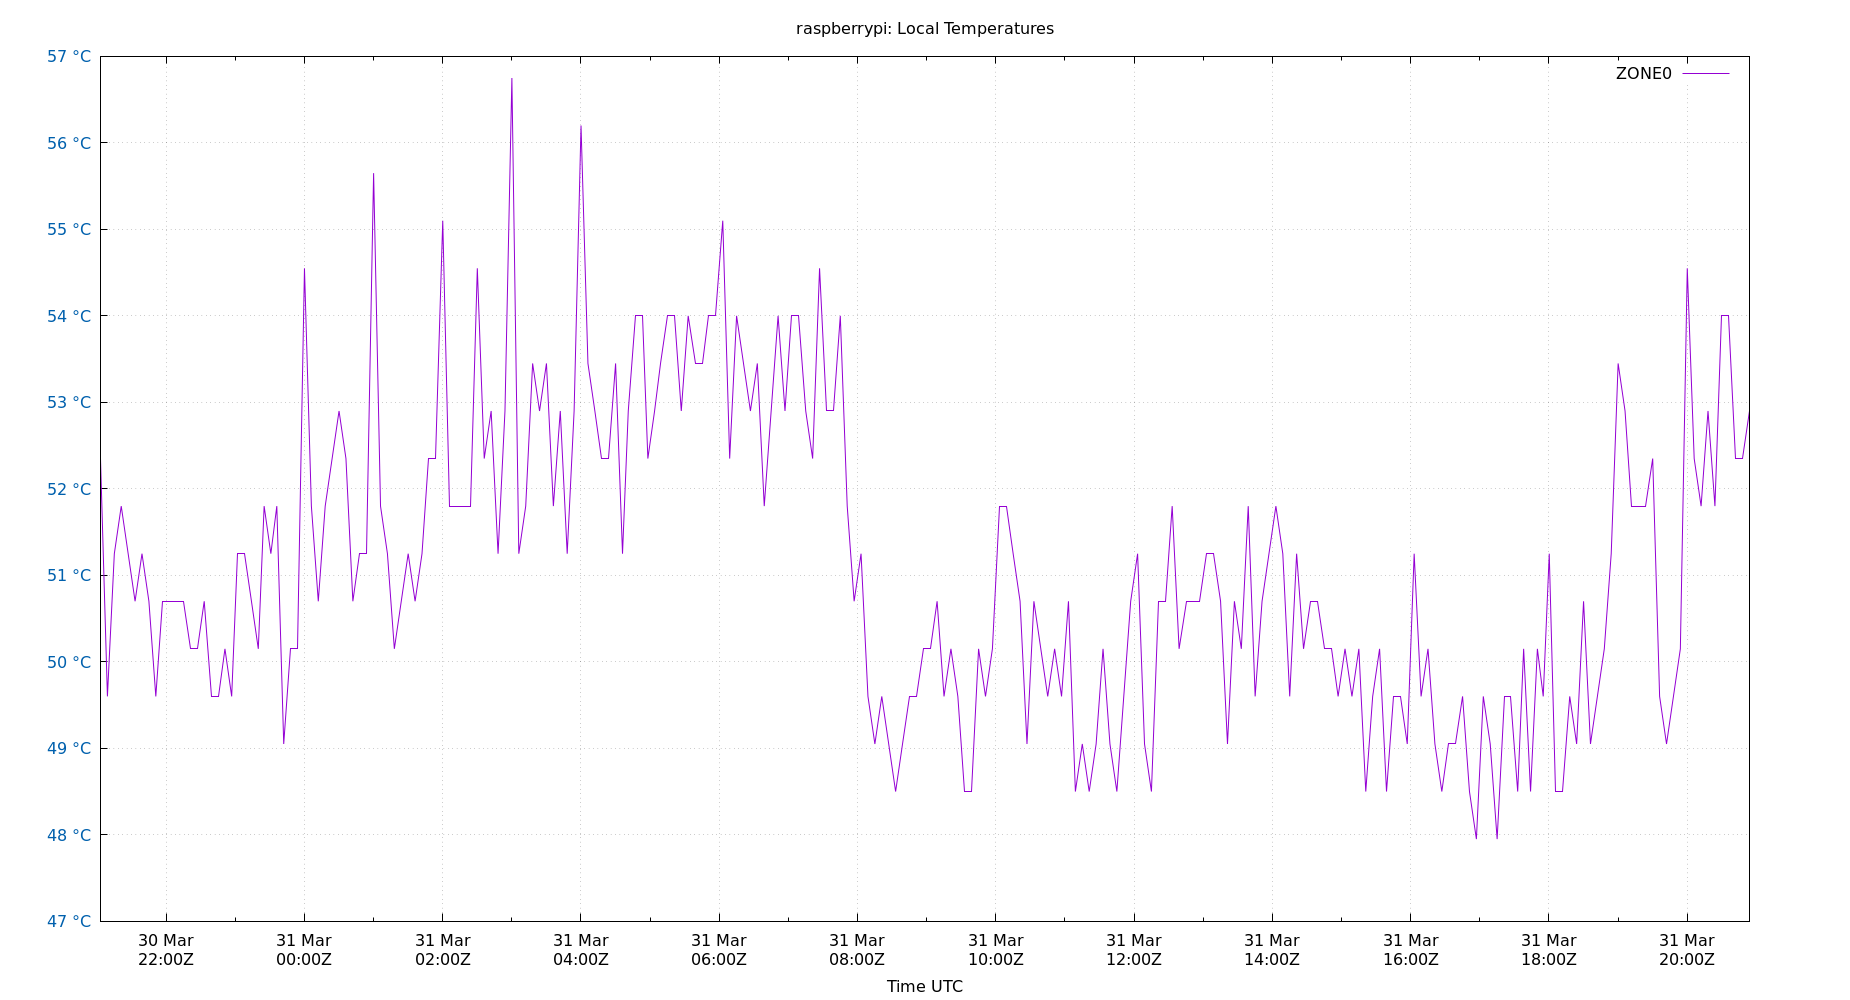 raspberrypi: Local Temperatures
ZONE0
57 °C
56 °C
55 °C
54 °C
53 °C
52 °C
51 °C
50 °C
49 °C
48 °C
47 °C
30 Mar
22:00Z
31 Mar
00:00Z
31 Mar
02:00Z
31 Mar
04:00Z
31 Mar
06:00Z
31 Mar
08:00Z
31 Mar
10:00Z
31 Mar
12:00Z
31 Mar
14:00Z
31 Mar
16:00Z
31 Mar
18:00Z
31 Mar
20:00Z
Time UTC